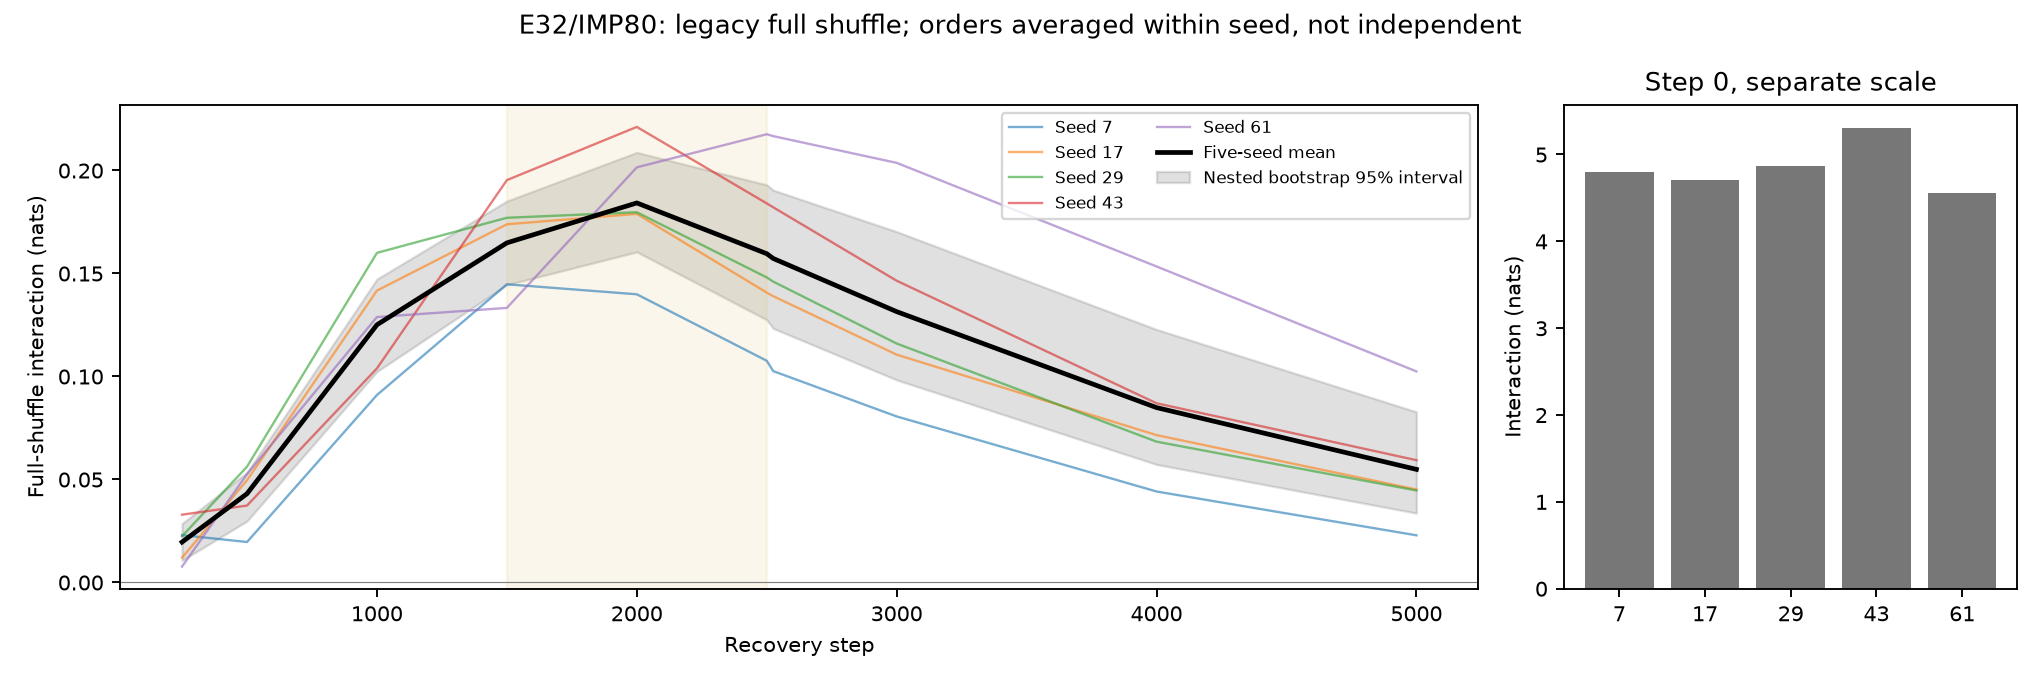 E32/IMP80: legacy full shuffle; orders averaged within seed, not independent
Full-shuffle interaction (nats)
0.20
0.15
0.10
0.05
0.00
1000
2000
3000
4000
5000
Recovery step
Seed 7
Seed 17
Seed 29
Seed 43
Seed 61
Five-seed mean
Nested bootstrap 95% interval
Step 0, separate scale
Interaction (nats)
5
4
3
2
1
0
7
17
29
43
61